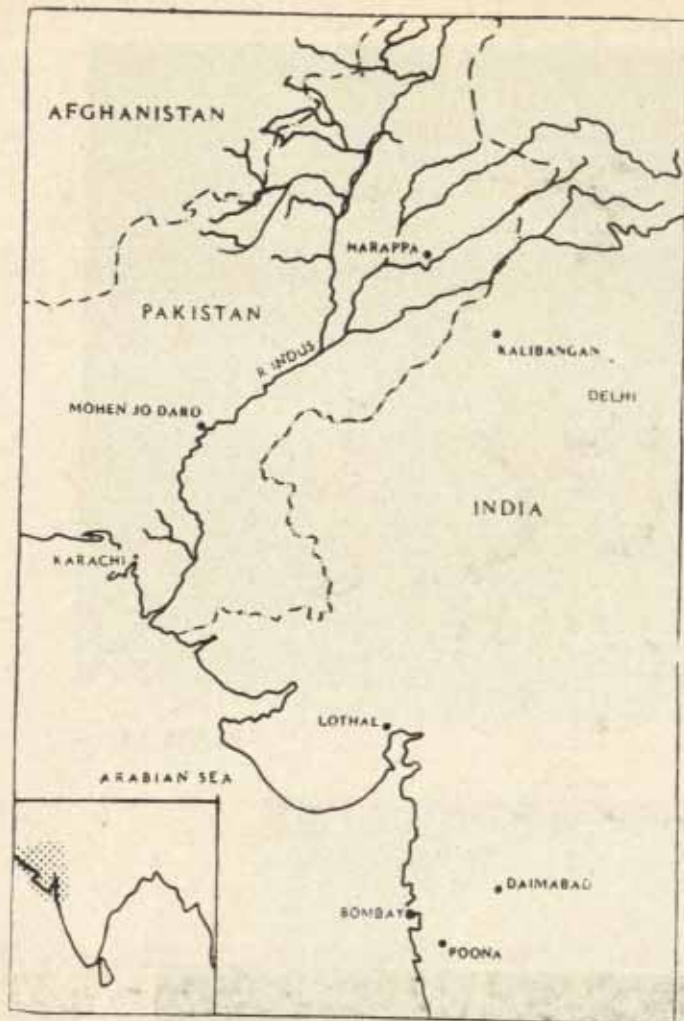 AFGHANISTAN
HARAPPA
PAKISTAN
R. INDUS
KALIBANGAN
DELHI
MOHEN JO DARO
INDIA
KARACHI
LOTHAL
ARABIAN SEA
DAIMABAD
BOMBAY
POONA